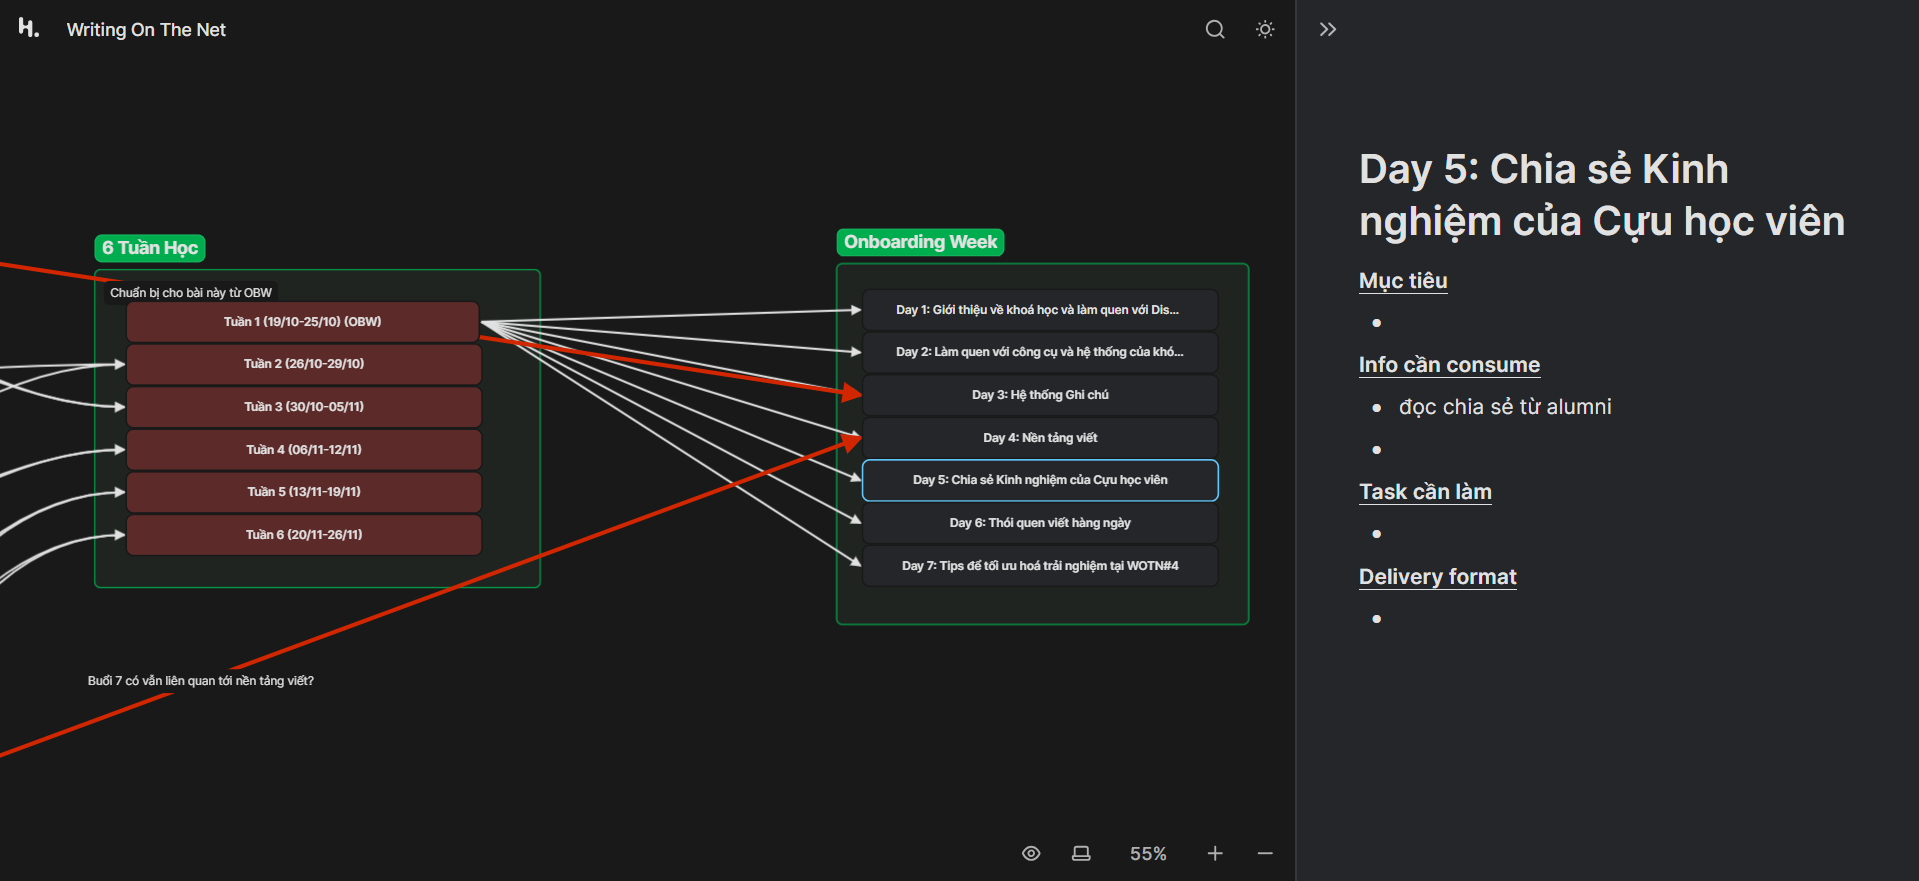 H.
Writing On The Net
6 Tuần Học
Chuẩn bị cho bài này từ OBW
Tuần 1 (19/10-25/10) (OBW)
Tuần 2 (26/10-29/10)
Tuần 3 (30/10-05/11)
Tuần 4 (06/11-12/11)
Tuần 5 (13/11-19/11)
Tuần 6 (20/11-26/11)
Buổi 7 có vẫn liên quan tới nền tảng viết?
Onboarding Week
Day 1: Giới thiệu về khoá học và làm quen với Dis...
Day 2: Làm quen với công cụ và hệ thống của khó...
Day 3: Hệ thống Ghi chú
Day 4: Nền tảng viết
Day 5: Chia sẻ Kinh nghiệm của Cựu học viên
Day 6: Thói quen viết hàng ngày
Day 7: Tips để tối ưu hoá trải nghiệm tại WOTN#4
55%
Day 5: Chia sẻ Kinh
nghiệm của Cựu học viên
Mục tiêu
Info cần consume
đọc chia sẻ từ alumni
Task cần làm
Delivery format